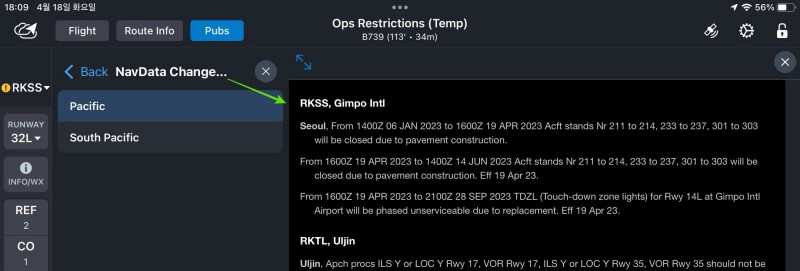 18:09 4월 18일 화요일 56%
Flight Route Info Pubs
Ops Restrictions (Temp)
B739 (113' • 34m)
RKSS
Back NavData Change...
Pacific
South Pacific
RUNWAY
32L
INFO/WX
REF
2
CO
1
RKSS, Gimpo Intl
Seoul, From 1400Z 06 JAN 2023 to 1600Z 19 APR 2023 Acft stands Nr 211 to 214, 233 to 237, 301 to 303
will be closed due to pavement construction.
From 1600Z 19 APR 2023 to 1400Z 14 JUN 2023 Acft stands Nr 211 to 214, 233 to 237, 301 to 303 will be
closed due to pavement construction. Eff 19 Apr 23.
From 1600Z 19 APR 2023 to 2100Z 28 SEP 2023 TDZL (Touch-down zone lights) for Rwy 14L at Gimpo Intl
Airport will be phased unserviceable due to replacement. Eff 19 Apr 23.
RKTL, Uljin
Uljin, Apch procs ILS Y or LOC Y Rwy 17, VOR Rwy 17, ILS Y or LOC Y Rwy 35, VOR Rwy 35 should not be